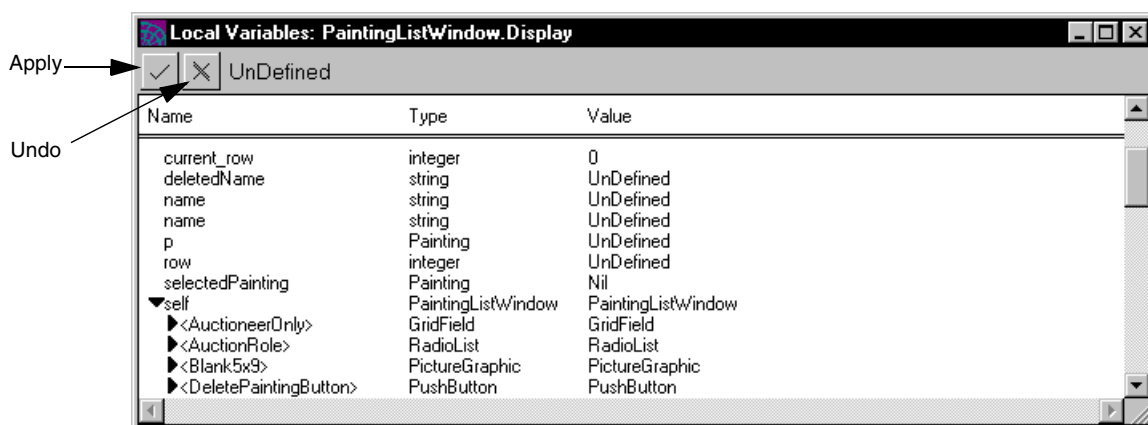 Local Variables: PaintingListWindow.Display
Apply
UnDefined
Undo
Name Type Value
current_row integer 0
deletedName string UnDefined
name string UnDefined
name string UnDefined
p Painting UnDefined
row integer UnDefined
selectedPainting Painting Nil
self PaintingListWindow PaintingListWindow
<AuctioneerOnly> GridField GridField
<AuctionRole> RadioList RadioList
<Blank5x9> PictureGraphic PictureGraphic
<DeletePaintingButton> PushButton PushButton